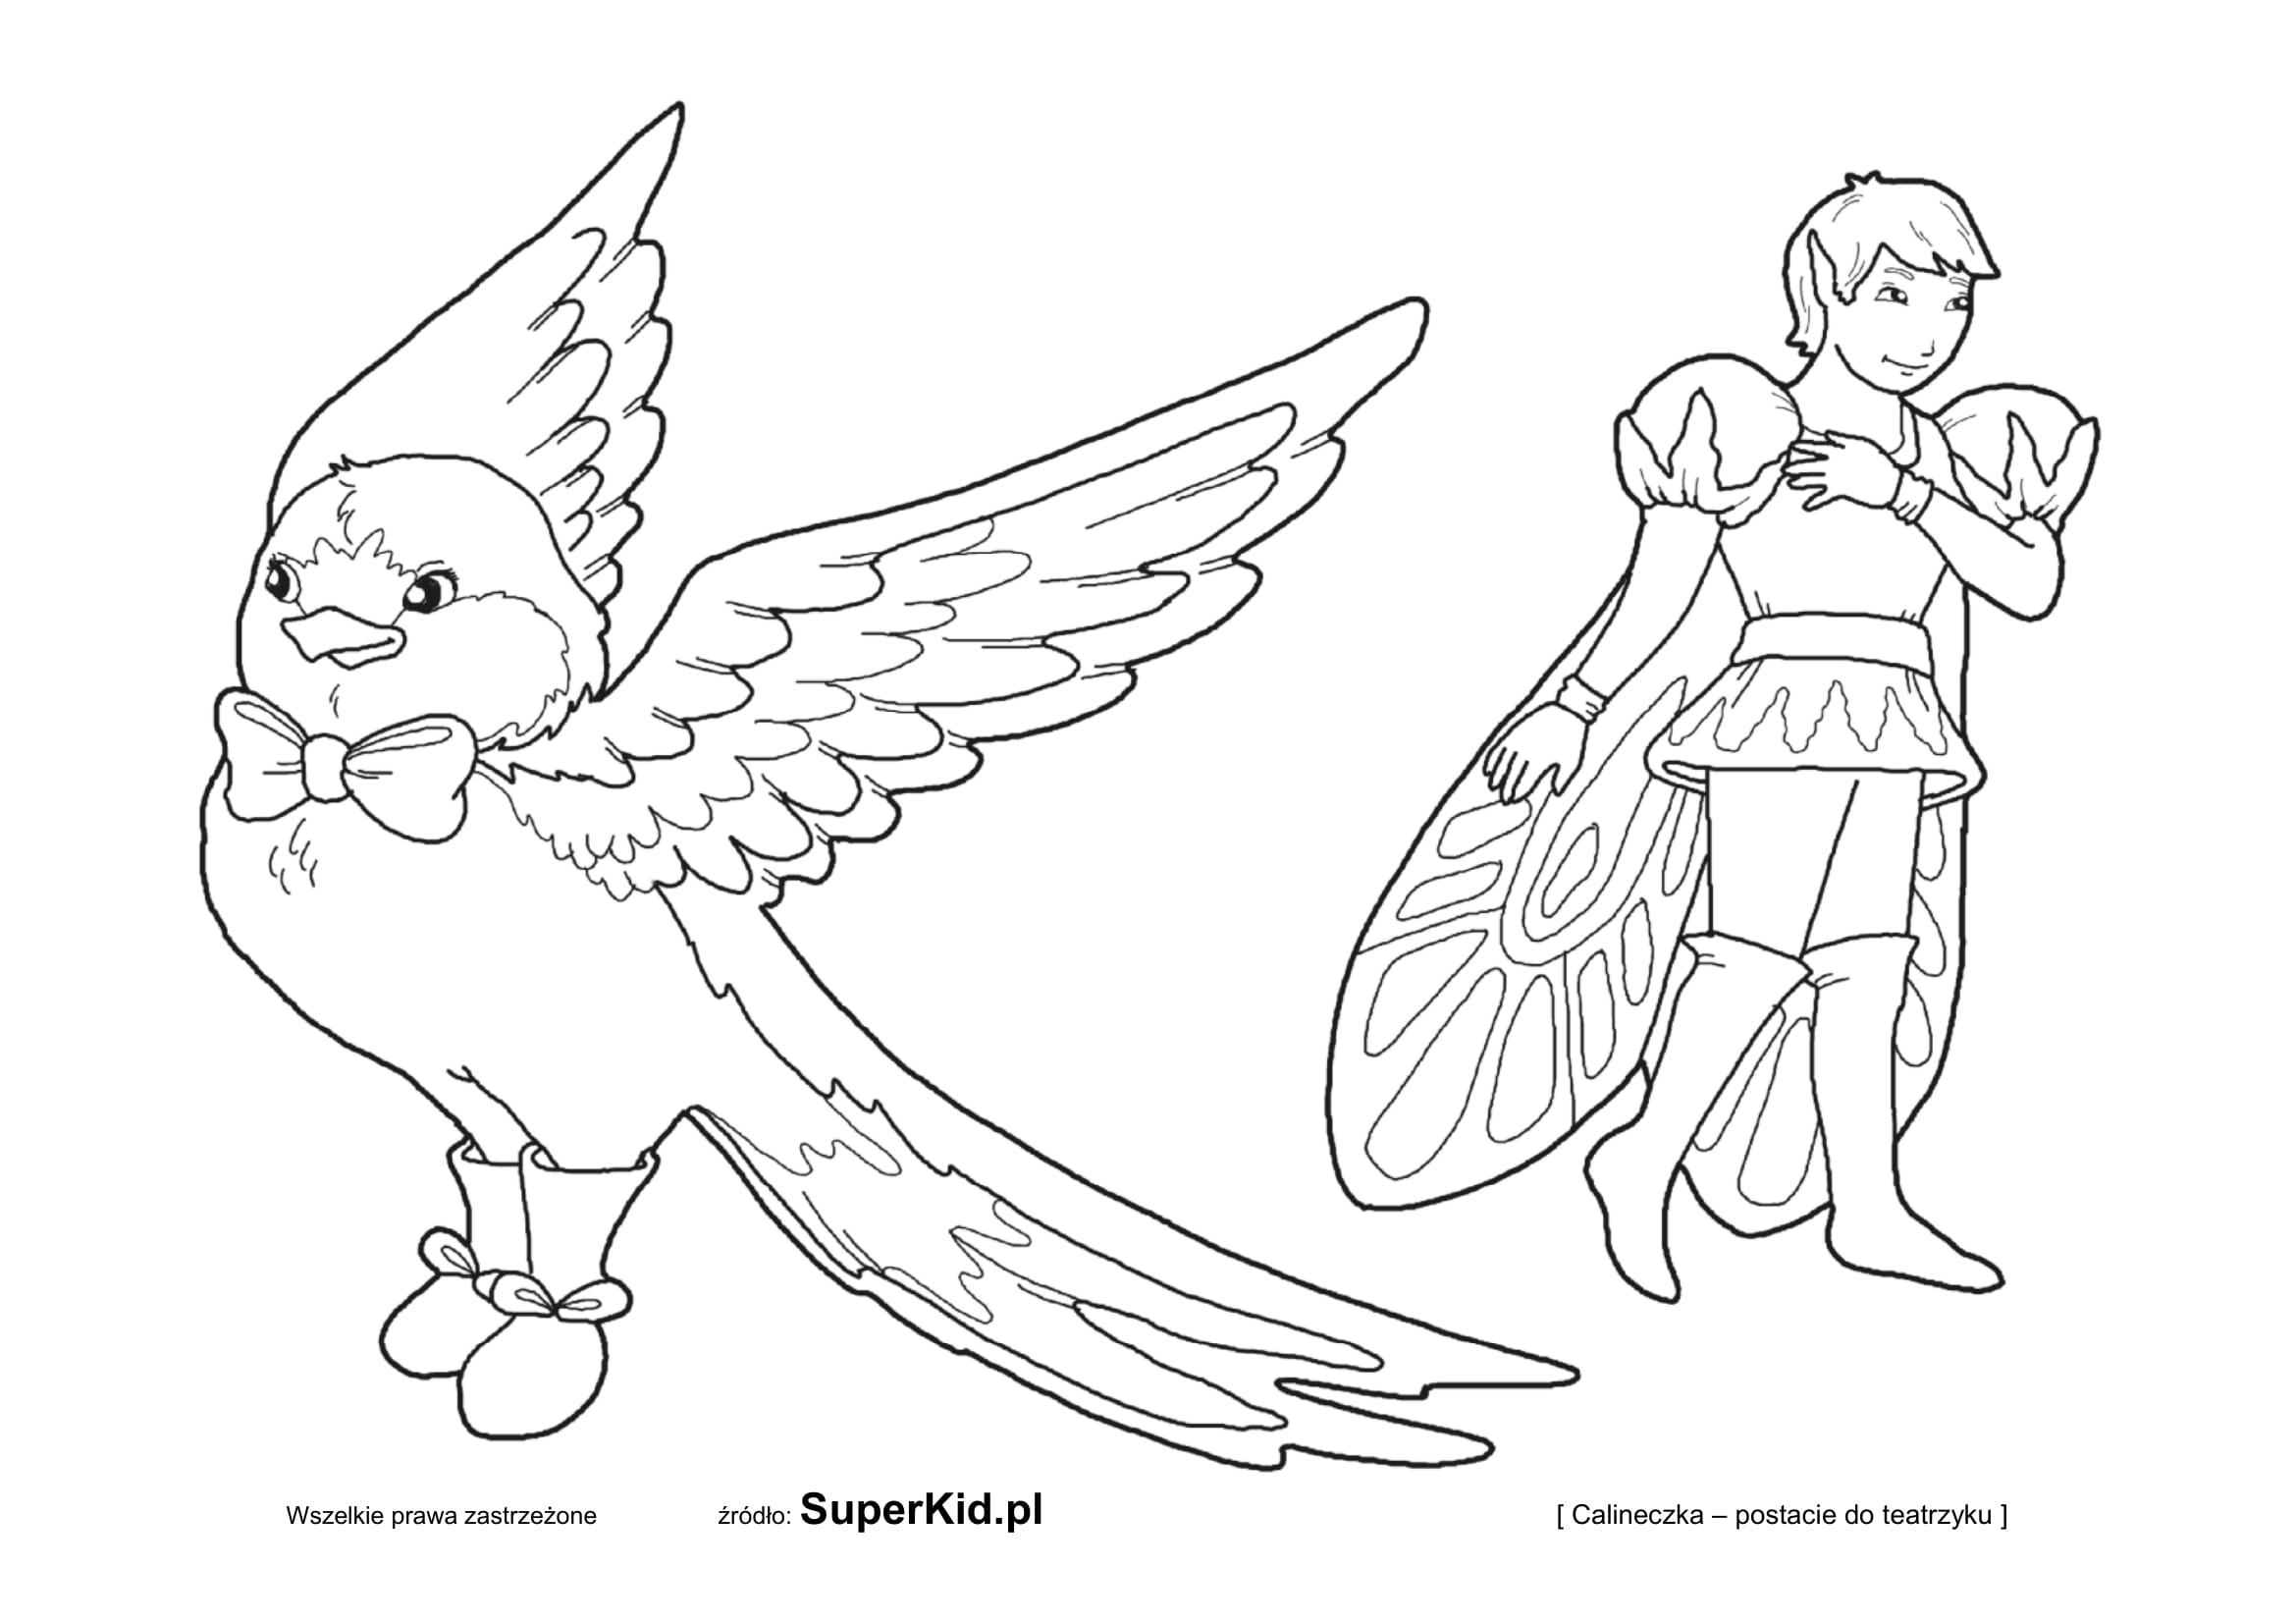 Wszelkie prawa zastrzeżone źródło: SuperKid.pl [ Calineczka – postacie do teatrzyku ]